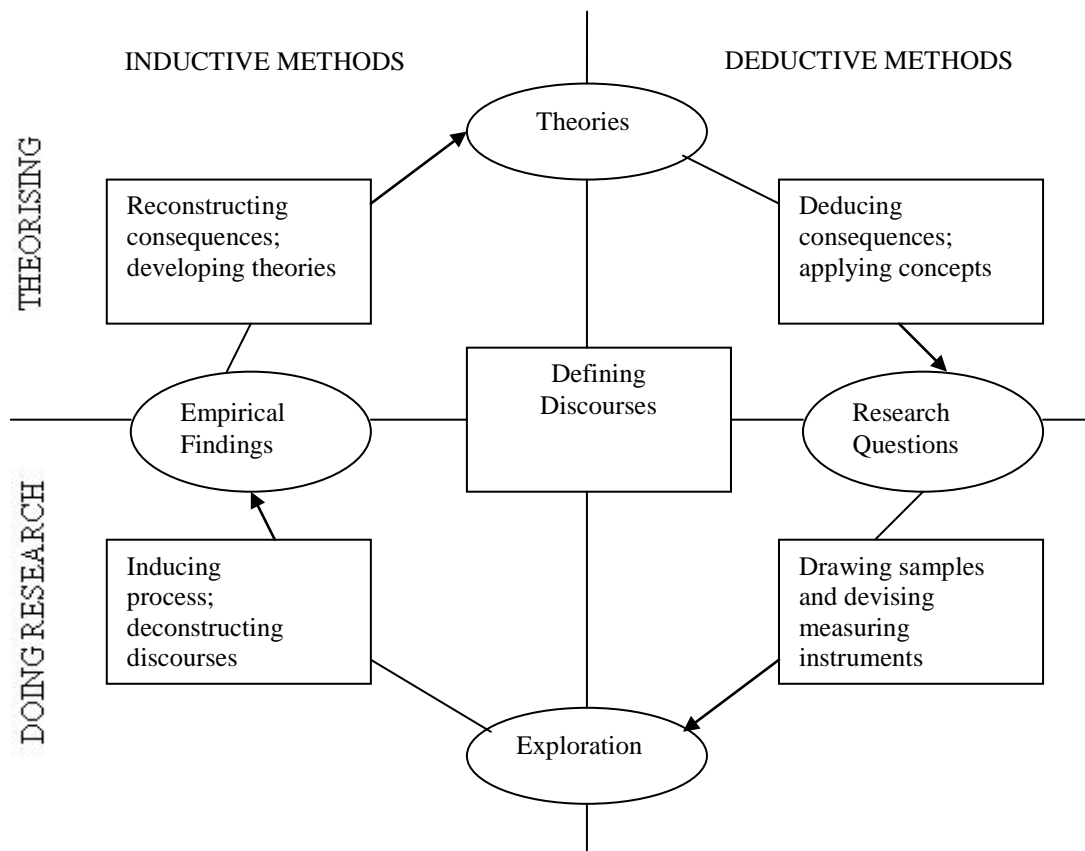 INDUCTIVE METHODS
DEDUCTIVE METHODS
THEORISING
Theories
Reconstructing
consequences;
developing theories
Deducing
consequences;
applying concepts
Defining
Discourses
Empirical
Findings
Research
Questions
DOING RESEARCH
Inducing
process;
deconstructing
discourses
Drawing samples
and devising
measuring
instruments
Exploration